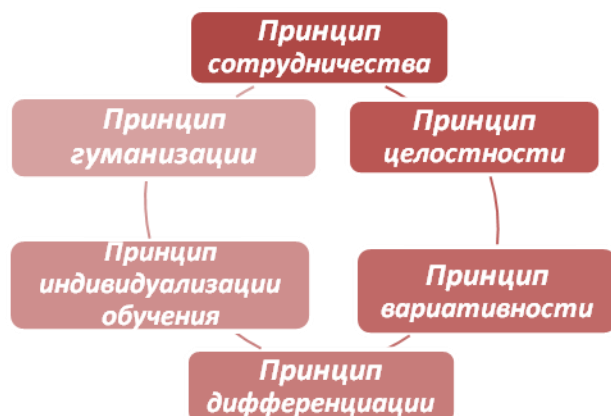 Принцип
сотрудничества
Принцип
целостности
Принцип
вариативности
Принцип
дифференциации
Принцип
индивидуализации
обучения
Принцип
гуманизации